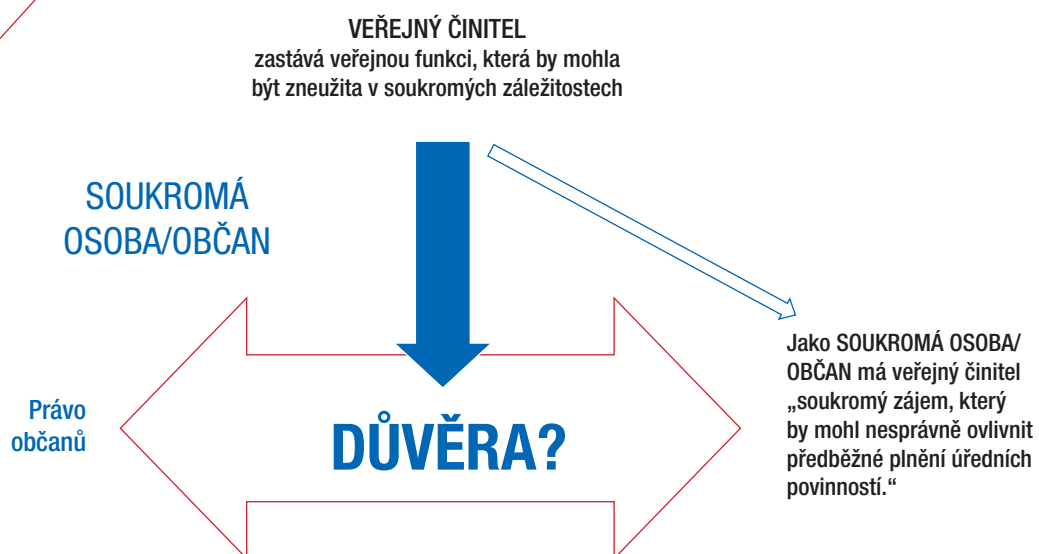 VEŘEJNÝ ČINITEL
zastává veřejnou funkci, která by mohla
být zneužita v soukromých záležitostech
SOUKROMÁ
OSOBA/OBČAN
Právo
občanů
DŮVĚRA?
Jako SOUKROMÁ OSOBA/
OBČAN má veřejný činitel
„soukromý zájem, který
by mohl nesprávně ovlivnit
předběžné plnění úředních
povinností.“